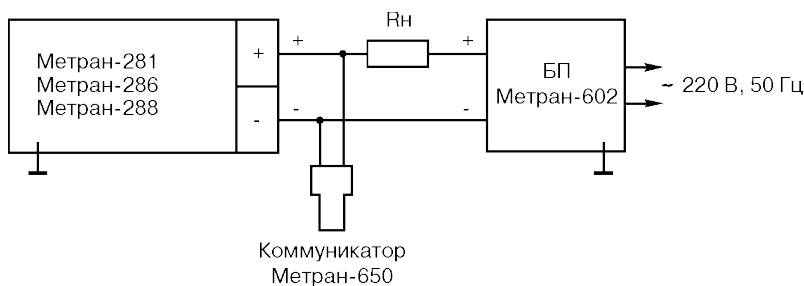 Rн
Метран-281
Метран-286
Метран-288
+
-
+
-
+
-
БП
Метран-602
~ 220 В, 50 Гц
Коммуникатор
Метран-650